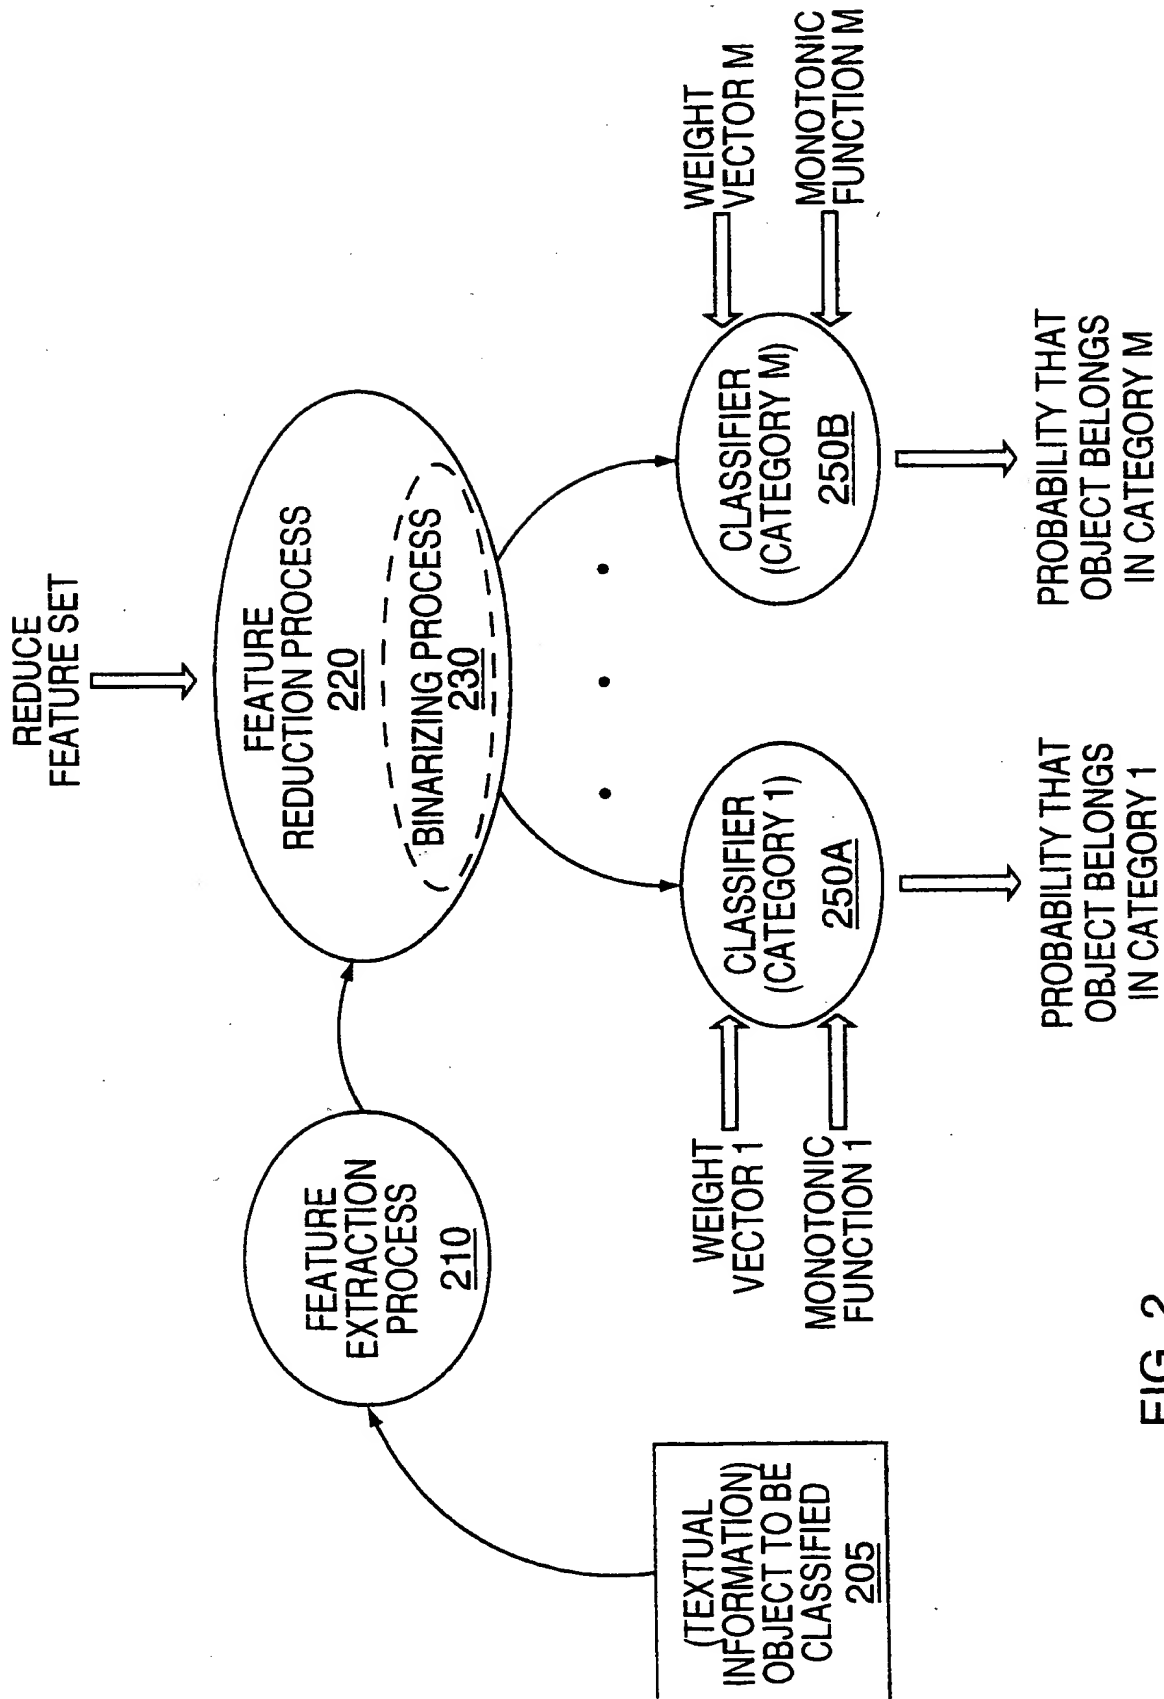 REDUCE
FEATURE SET
FEATURE
REDUCTION PROCESS
220
BINARIZING PROCESS
230
FEATURE
EXTRACTION
PROCESS
210
(TEXTUAL
INFORMATION)
OBJECT TO BE
CLASSIFIED
205
WEIGHT
VECTOR 1
MONOTONIC
FUNCTION 1
CLASSIFIER
(CATEGORY 1)
250A
PROBABILITY THAT
OBJECT BELONGS
IN CATEGORY 1
CLASSIFIER
(CATEGORY M)
250B
WEIGHT
VECTOR M
MONOTONIC
FUNCTION M
PROBABILITY THAT
OBJECT BELONGS
IN CATEGORY M
FIG. 2